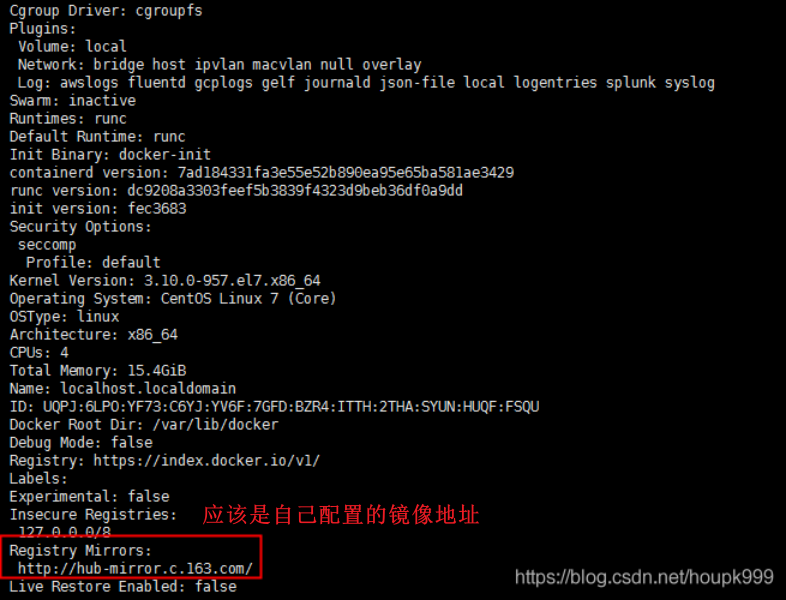 Cgroup Driver: cgroupfs
Plugins:
Volume: local
Network: bridge host ipvlan macvlan null overlay
Log: awslogs fluentd gcplogs gelf journald json-file local logentries splunk syslog
Swarm: inactive
Runtimes: runc
Default Runtime: runc
Init Binary: docker-init
containerd version: 7ad184331fa3e55e52b890ea95e65ba581ae3429
runc version: dc9208a3303feef5b3839f4323d9beb36df0a9dd
init version: fec3683
Security Options:
seccomp
Profile: default
Kernel Version: 3.10.0-957.el7.x86_64
Operating System: CentOS Linux 7 (Core)
OSType: linux
Architecture: x86_64
CPUs: 4
Total Memory: 15.4GiB
Name: localhost.localdomain
ID: UQPJ:6LPO:YF73:C6YJ:YV6F:7GFD:BZR4:ITTH:2THA:SYUN:HUQF:FSQU
Docker Root Dir: /var/lib/docker
Debug Mode: false
Registry: https://index.docker.io/v1/
Labels:
Experimental: false
Insecure Registries: 应该是自己配置的镜像地址
127.0.0.0/8
Registry Mirrors:
http://hub-mirror.c.163.com/
Live Restore Enabled: false
https://blog.csdn.net/houpk999